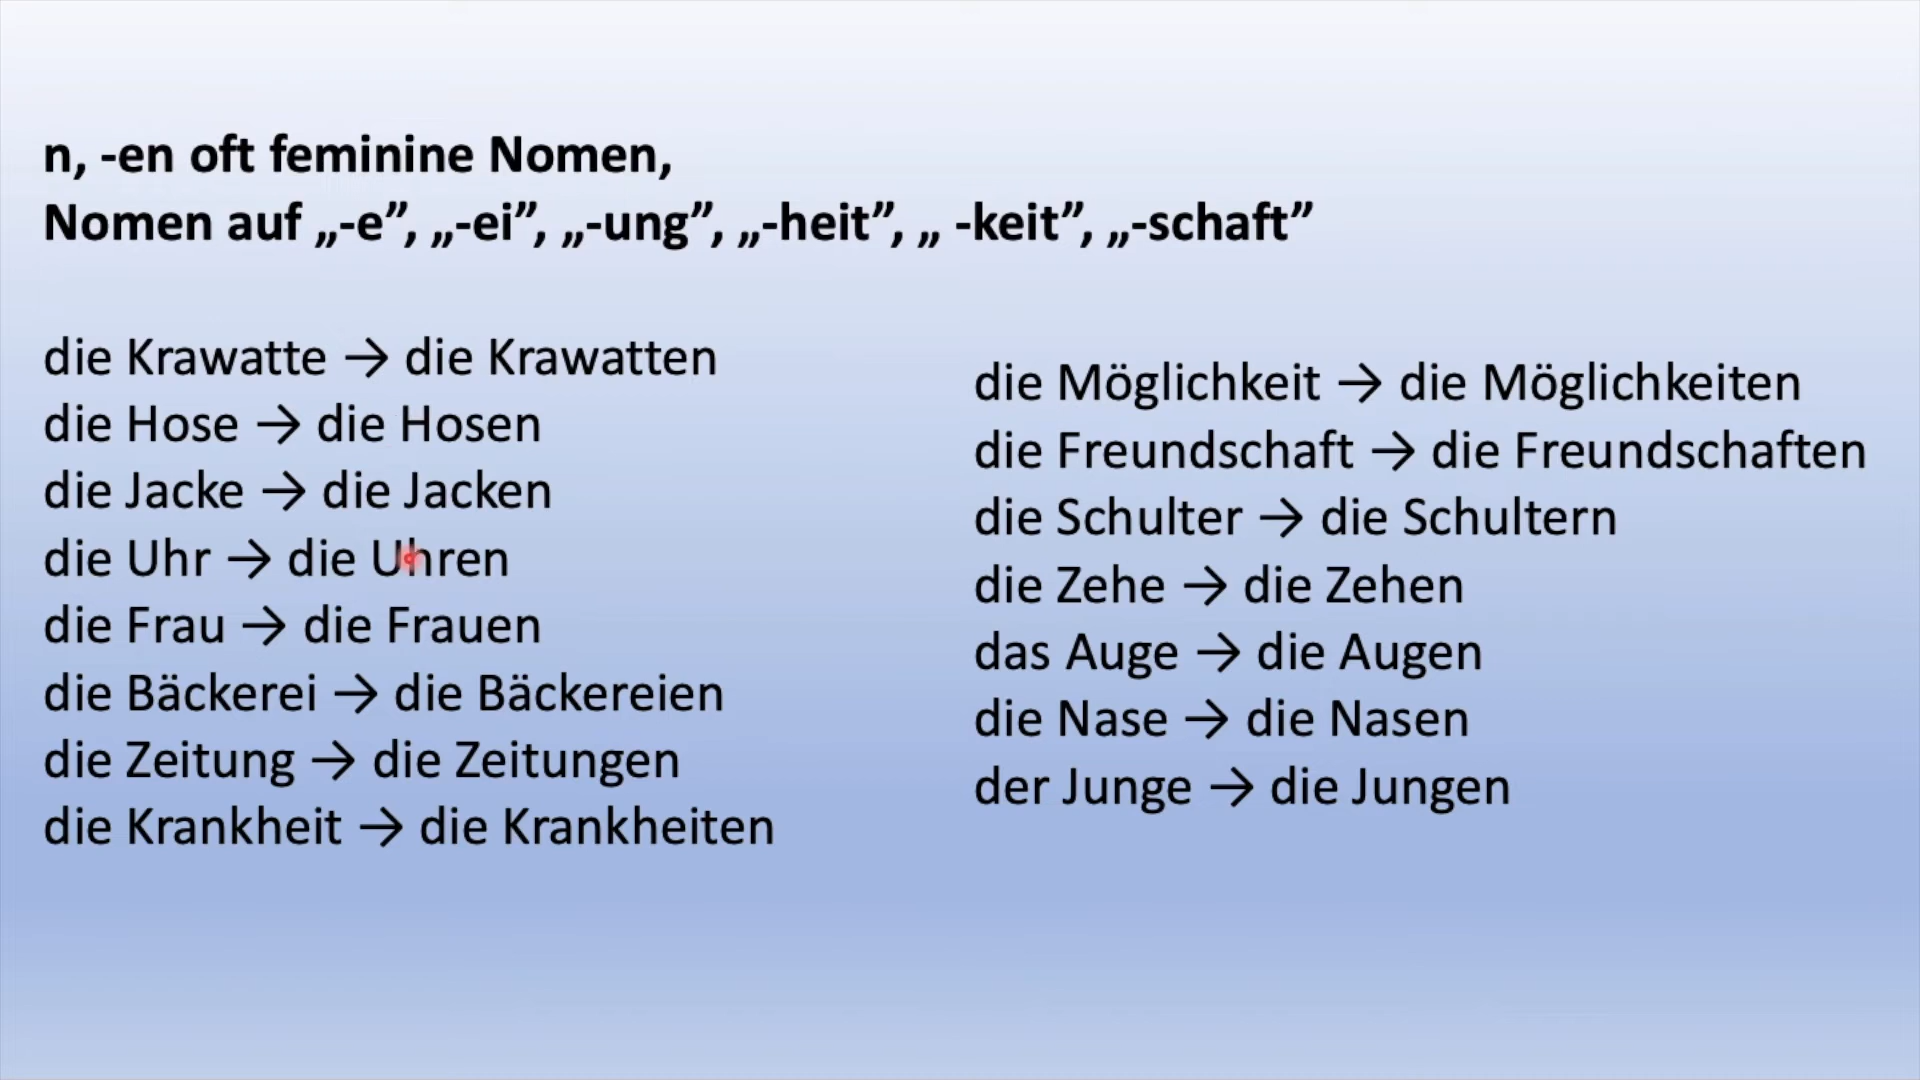 n, -en oft feminine Nomen,
Nomen auf „-e”, „-ei”, „-ung”, „-heit”, „ -keit”, „-schaft”
die Krawatte → die Krawatten
die Hose → die Hosen
die Jacke → die Jacken
die Uhr → die Uhren
die Frau → die Frauen
die Bäckerei → die Bäckereien
die Zeitung → die Zeitungen
die Krankheit → die Krankheiten
die Möglichkeit → die Möglichkeiten
die Freundschaft → die Freundschaften
die Schulter → die Schultern
die Zehe → die Zehen
das Auge → die Augen
die Nase → die Nasen
der Junge → die Jungen